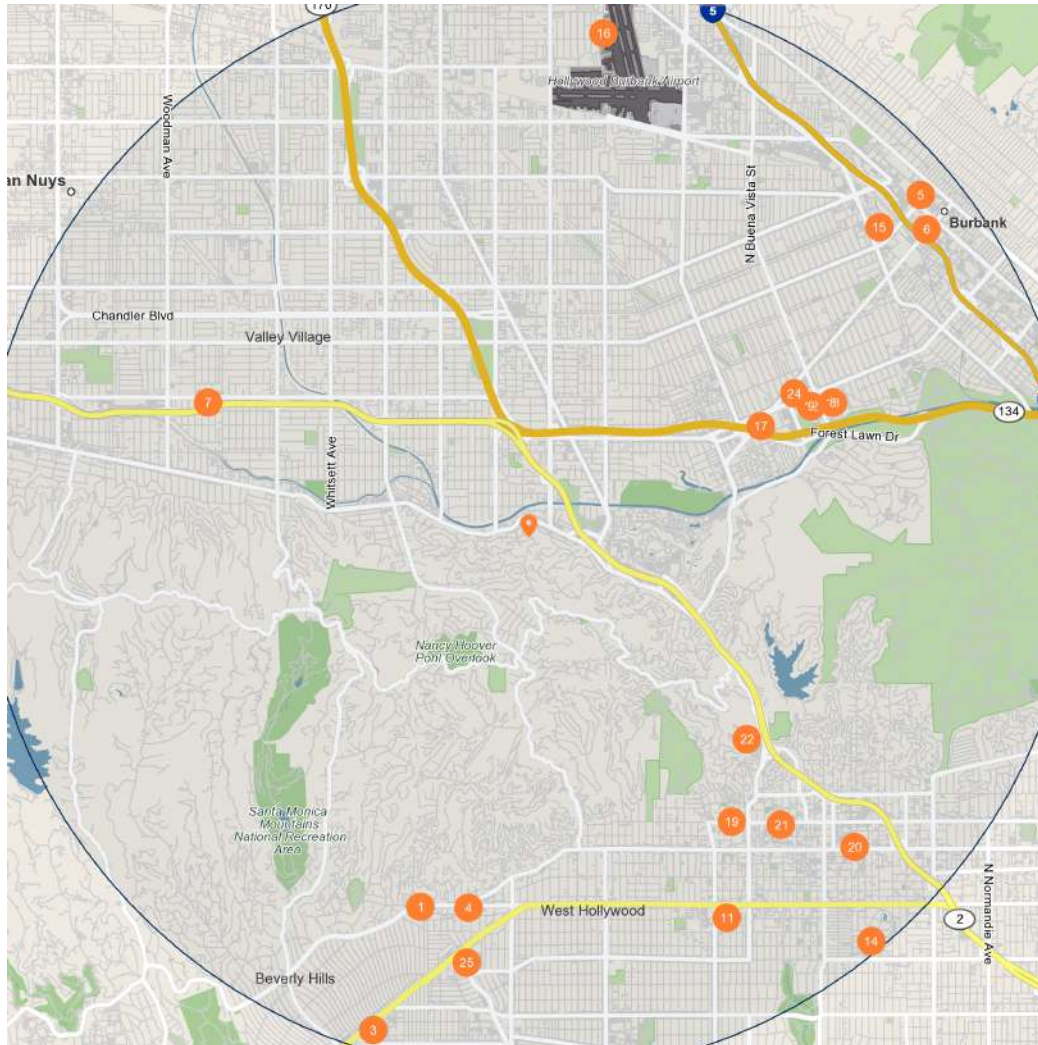 170
5
16
Hollywood Burbank Airport
Woodman Ave
an Nuys
N Buena Vista St
5
Burbank
15
6
Chandler Blvd
Valley Village
7
24
17
134
Forest Lawn Dr
Whitsett Ave
Nancy Hoover
Pohl Overlook
22
Santa Monica
Mountains
National Recreation
Area
19
21
20
N Normandie Ave
1
4
West Hollywood
11
2
14
25
Beverly Hills
3